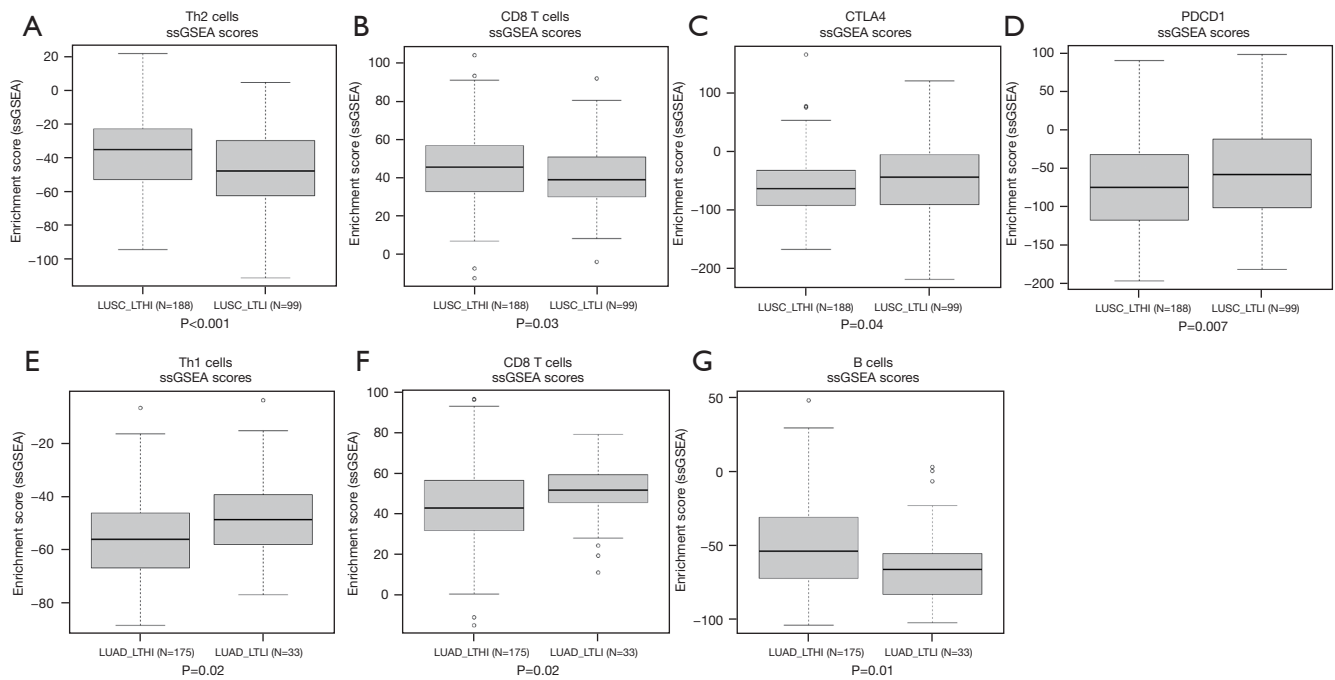 A
Th2 cells
ssGSEA scores
Enrichment score (ssGSEA)
20
0
−20
−40
−60
−80
−100
LUSC_LTHI (N=188)
LUSC_LTLI (N=99)
P<0.001
B
CD8 T cells
ssGSEA scores
Enrichment score (ssGSEA)
100
80
60
40
20
0
LUSC_LTHI (N=188)
LUSC_LTLI (N=99)
P=0.03
C
CTLA4
ssGSEA scores
Enrichment score (ssGSEA)
100
0
−100
−200
LUSC_LTHI (N=188)
LUSC_LTLI (N=99)
P=0.04
D
PDCD1
ssGSEA scores
Enrichment score (ssGSEA)
100
50
0
−50
−100
−150
−200
LUSC_LTHI (N=188)
LUSC_LTLI (N=99)
P=0.007
E
Th1 cells
ssGSEA scores
Enrichment score (ssGSEA)
−20
−40
−60
−80
LUAD_LTHI (N=175)
LUAD_LTLI (N=33)
P=0.02
F
CD8 T cells
ssGSEA scores
Enrichment score (ssGSEA)
100
80
60
40
20
0
LUAD_LTHI (N=175)
LUAD_LTLI (N=33)
P=0.02
G
B cells
ssGSEA scores
Enrichment score (ssGSEA)
50
0
−50
−100
LUAD_LTHI (N=175)
LUAD_LTLI (N=33)
P=0.01